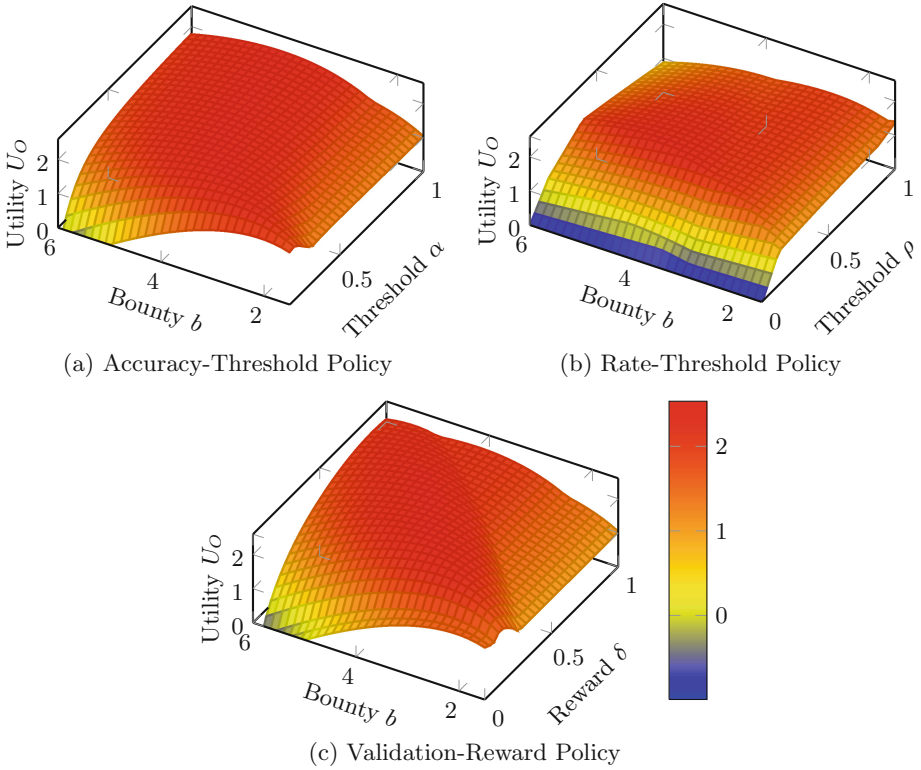 Utility U_O
2
1
0
6
4
2
Bounty b
0.5
1
Threshold α
(a) Accuracy-Threshold Policy
Utility U_O
2
1
0
6
4
2
Bounty b
0
0.5
1
Threshold ρ
(b) Rate-Threshold Policy
Utility U_O
2
1
0
6
4
2
Bounty b
0
0.5
1
Reward δ
2
1
0
(c) Validation-Reward Policy